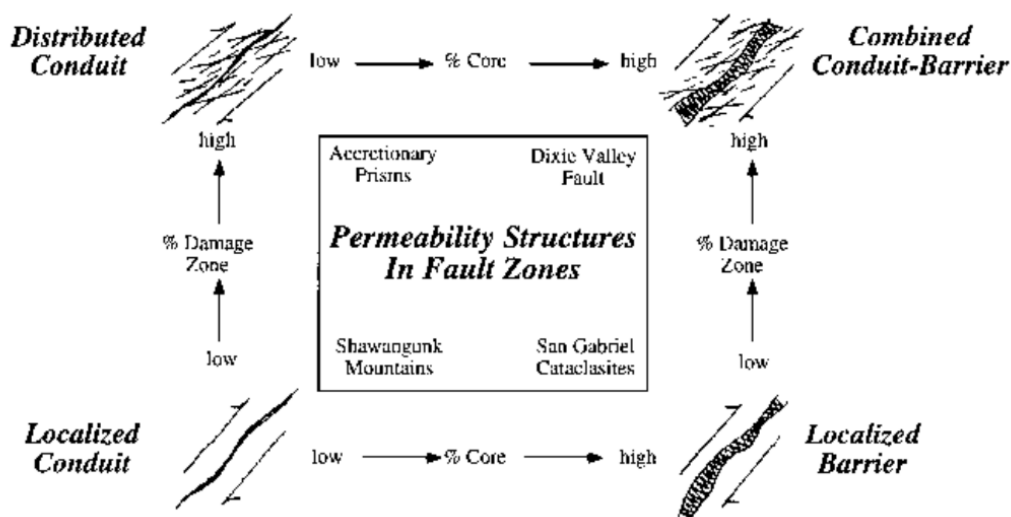 Distributed
Conduit
low
% Core
high
Combined
Conduit-Barrier
high
high
Accretionary
Prisms
Dixie Valley
Fault
% Damage
Zone
Permeability Structures
In Fault Zones
% Damage
Zone
low
Shawangunk
Mountains
San Gabriel
Cataclasites
low
Localized
Conduit
low
% Core
high
Localized
Barrier